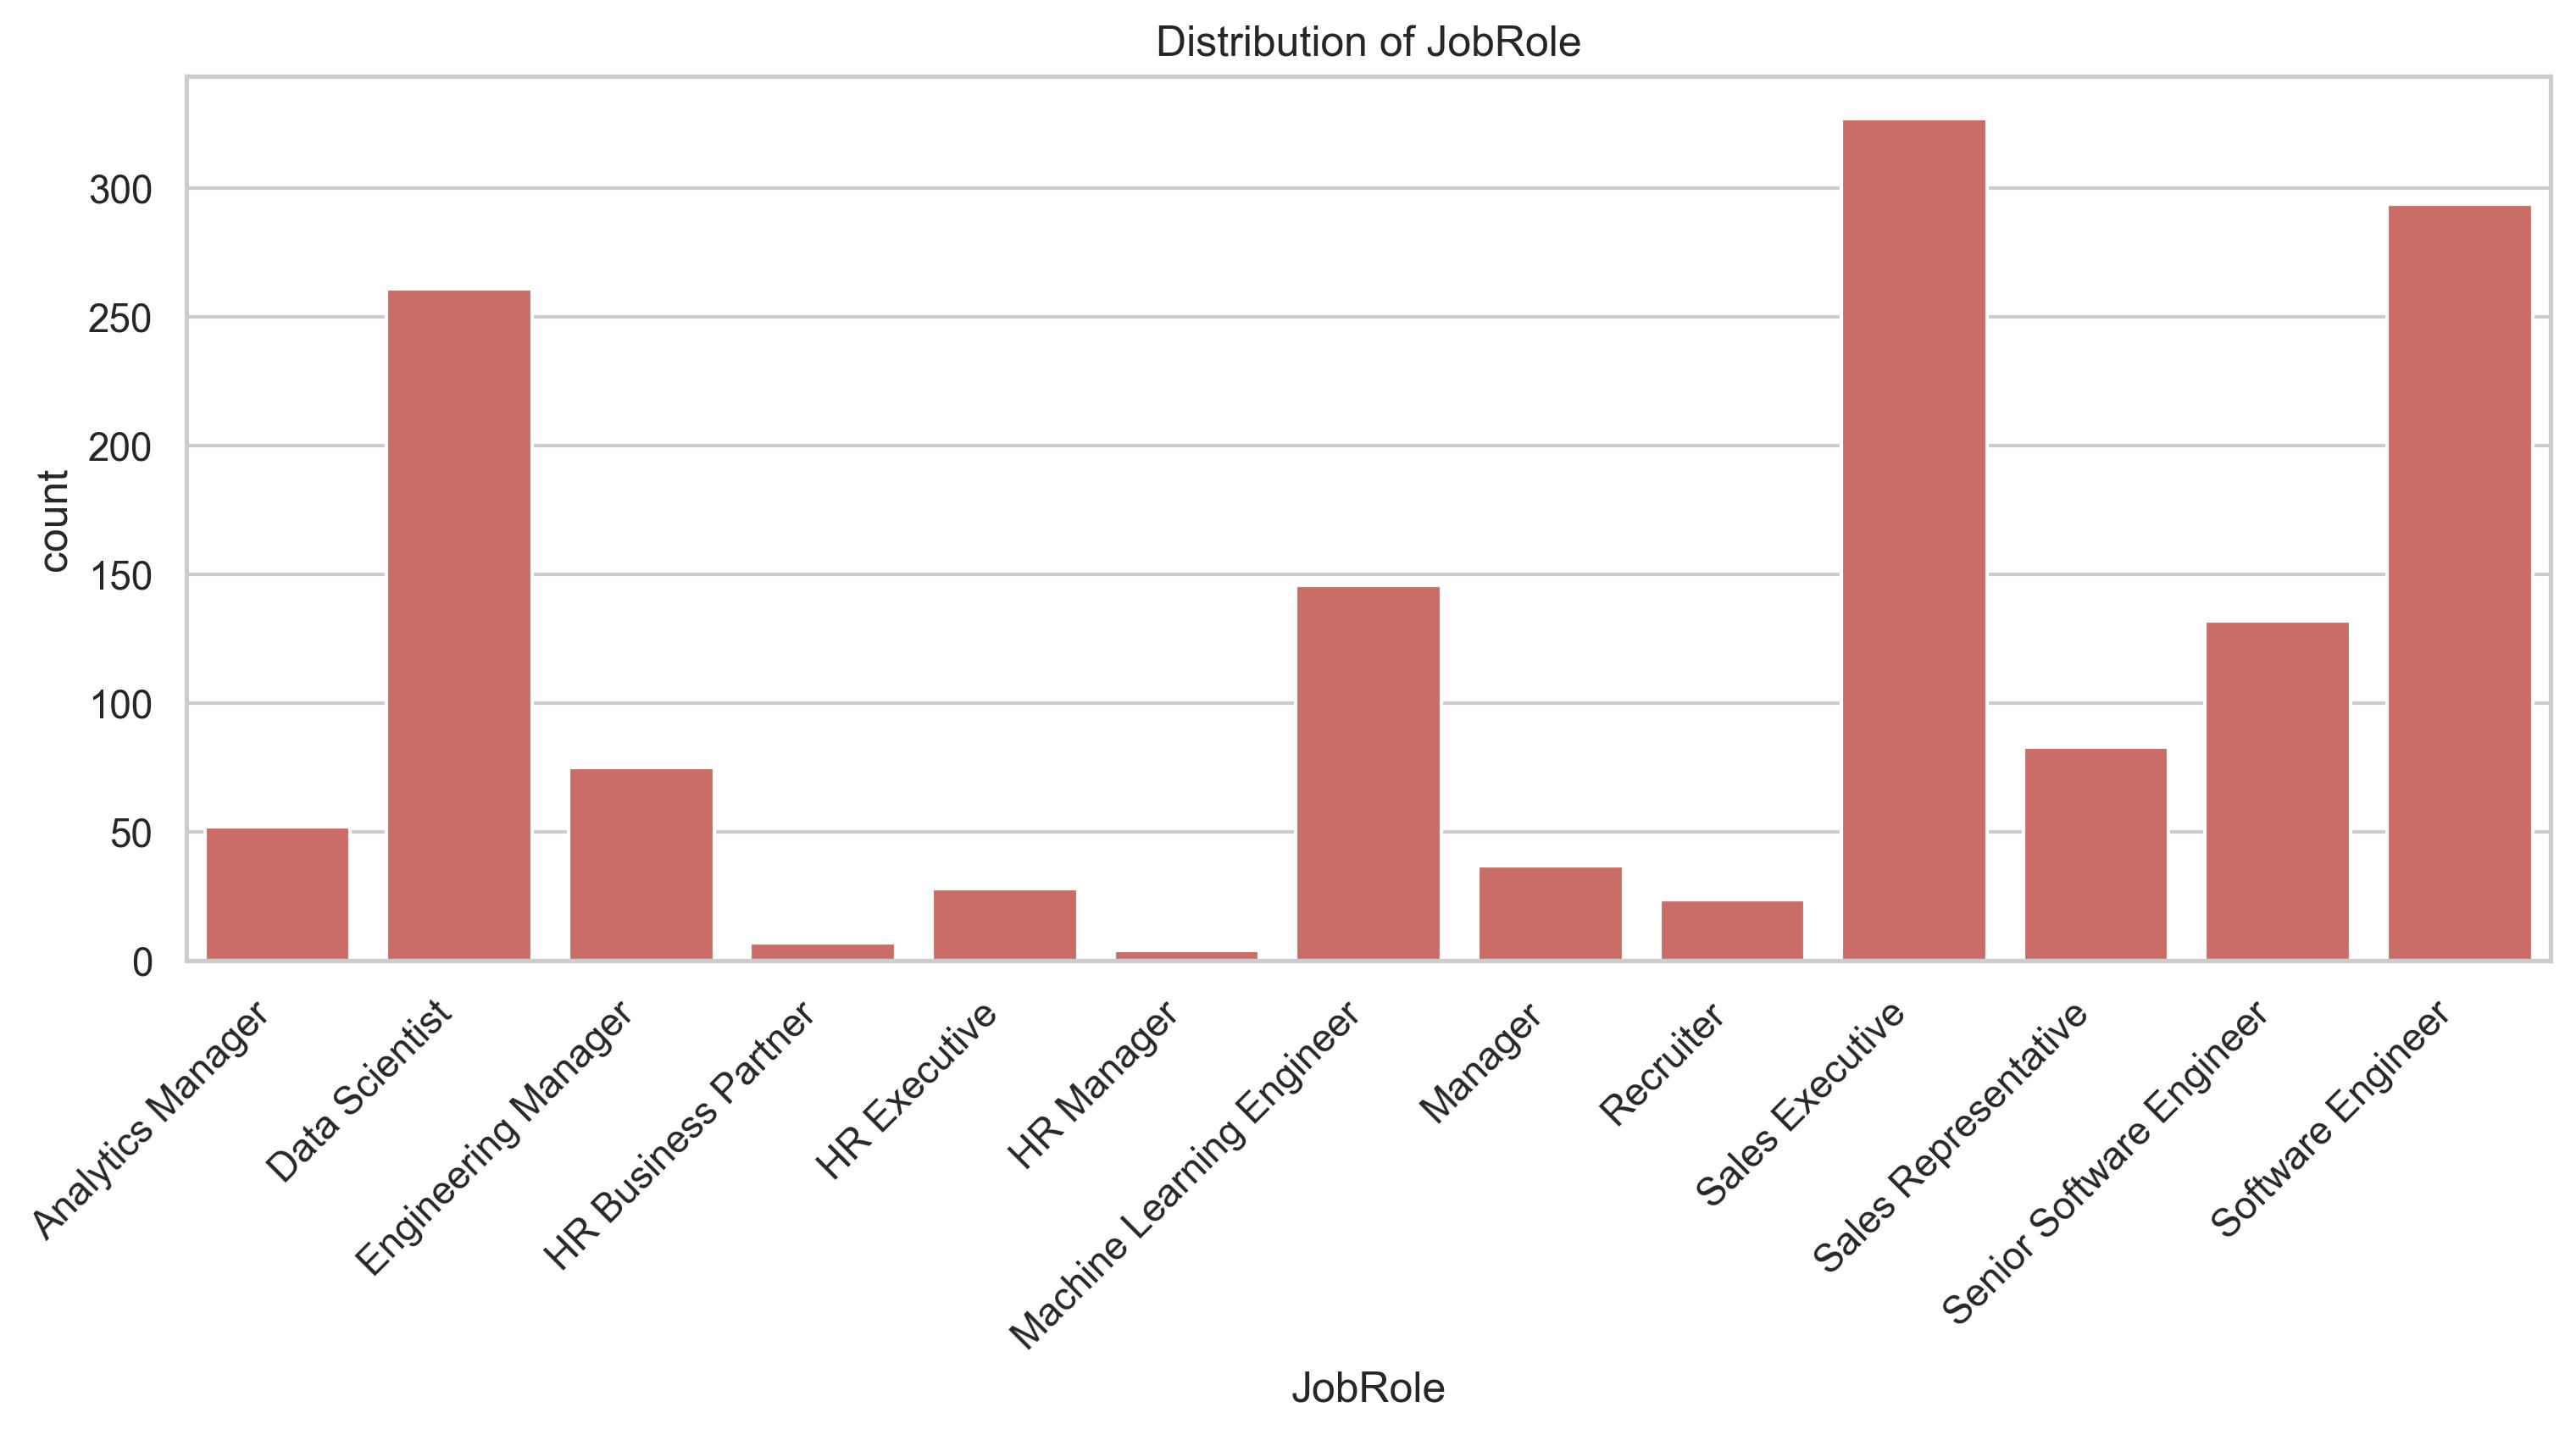 Distribution of JobRole
count
300
250
200
150
100
50
0
Analytics Manager
Data Scientist
Engineering Manager
HR Business Partner
HR Executive
HR Manager
Machine Learning Engineer
Manager
Recruiter
Sales Executive
Sales Representative
Senior Software Engineer
Software Engineer
JobRole